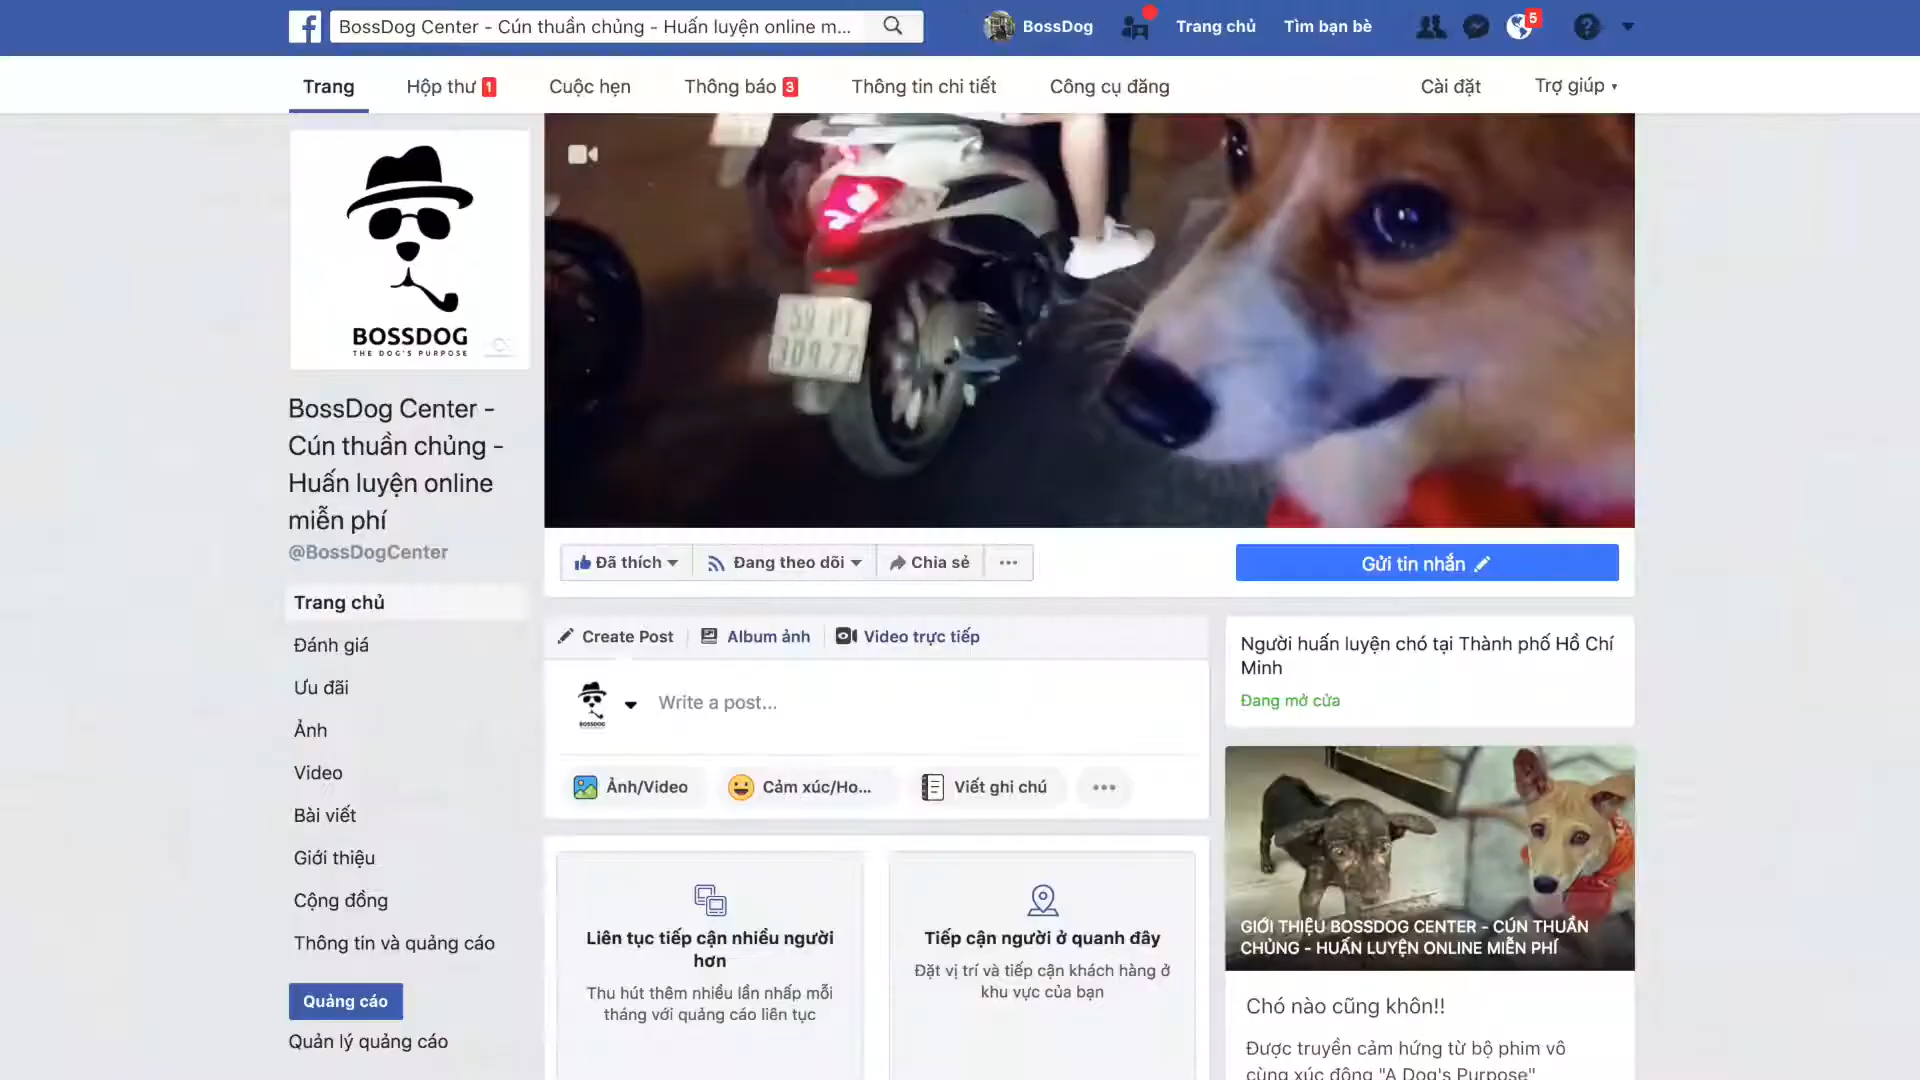 BossDog Center - Cún thuần chủng - Huấn luyện online m...
BossDog
Trang chủ
Tìm bạn bè
5
Trang
Hộp thư 1
Cuộc hẹn
Thông báo 3
Thông tin chi tiết
Công cụ đăng
Cài đặt
Trợ giúp
BOSSDOG
THE DOG'S PURPOSE
BossDog Center -
Cún thuần chủng -
Huấn luyện online
miễn phí
@BossDogCenter
Trang chủ
Đánh giá
Ưu đãi
Ảnh
Video
Bài viết
Giới thiệu
Cộng đồng
Thông tin và quảng cáo
Quảng cáo
Quản lý quảng cáo
Đã thích
Đang theo dõi
Chia sẻ
Gửi tin nhắn
Create Post
Album ảnh
Video trực tiếp
BOSSDOG
Write a post...
Ảnh/Video
Cảm xúc/Ho...
Viết ghi chú
Liên tục tiếp cận nhiều người
hơn
Thu hút thêm nhiều lần nhấp mỗi
tháng với quảng cáo liên tục
Tiếp cận người ở quanh đây
Đặt vị trí và tiếp cận khách hàng ở
khu vực của bạn
Người huấn luyện chó tại Thành phố Hồ Chí
Minh
Đang mở cửa
GIỚI THIỆU BOSSDOG CENTER - CÚN THUẦN
CHỦNG - HUẤN LUYỆN ONLINE MIỄN PHÍ
Chó nào cũng khôn!!
Được truyền cảm hứng từ bộ phim vô
cùng xúc động "A Dog's Purpose"